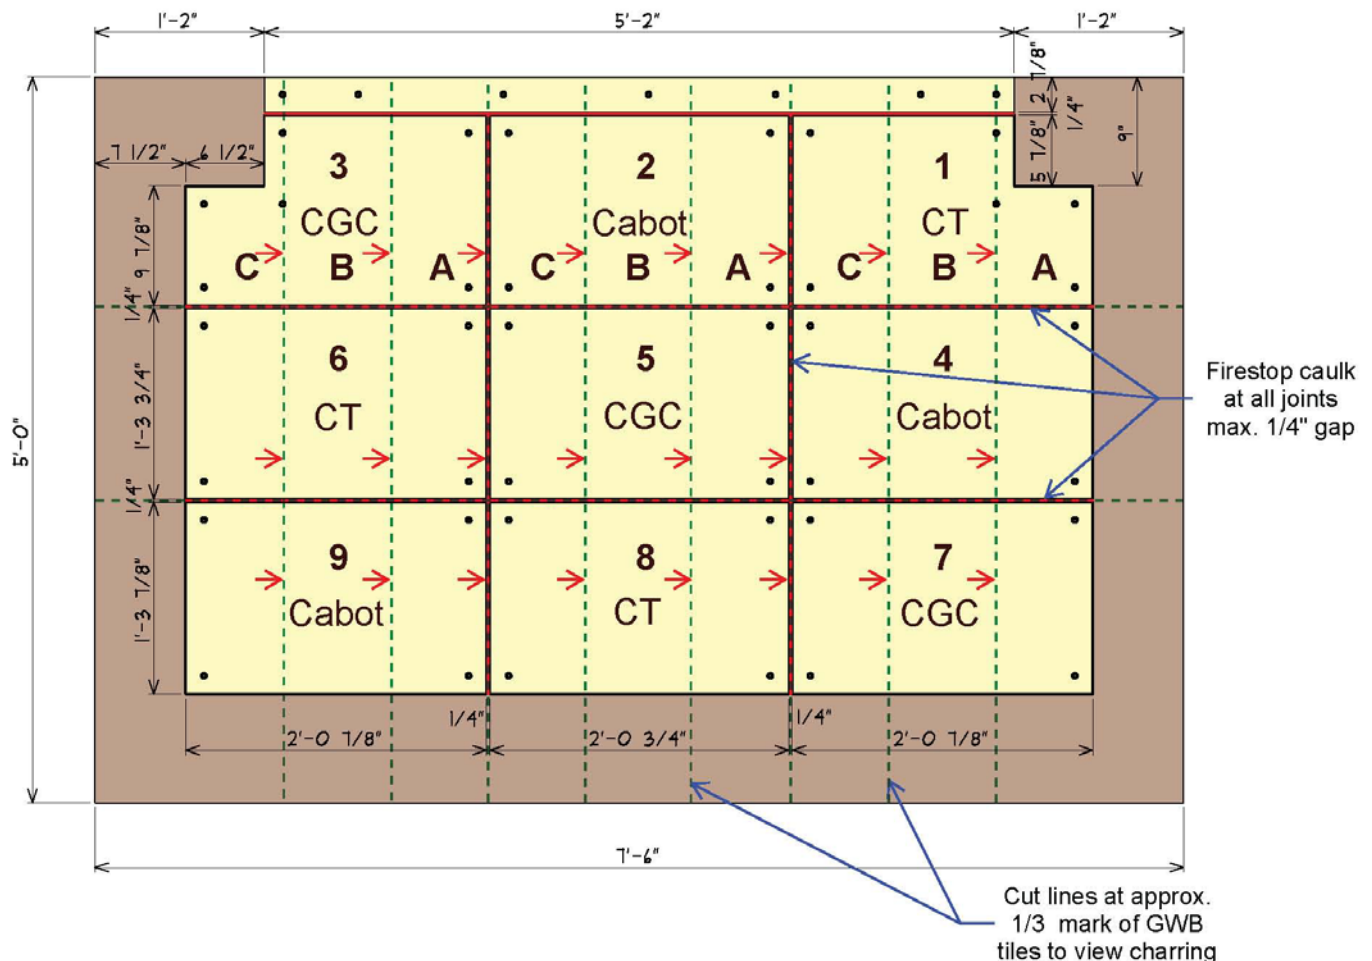 1'-2" 5'-2" 1'-2"
2 7/8"
1/4"
5 7/8"
9"
7 1/2" 6 1/2"
3 2 1
CGC Cabot CT
C B A C B A C B A
9 7/8"
1/4"
6 5 4
CT CGC Cabot
1'-3 3/4"
5'-0"
Firestop caulk
at all joints
max. 1/4" gap
1/4"
9 8 7
Cabot CT CGC
1'-3 7/8"
1/4" 1/4"
2'-0 7/8" 2'-0 3/4" 2'-0 7/8"
7'-6"
Cut lines at approx.
1/3 mark of GWB
tiles to view charring